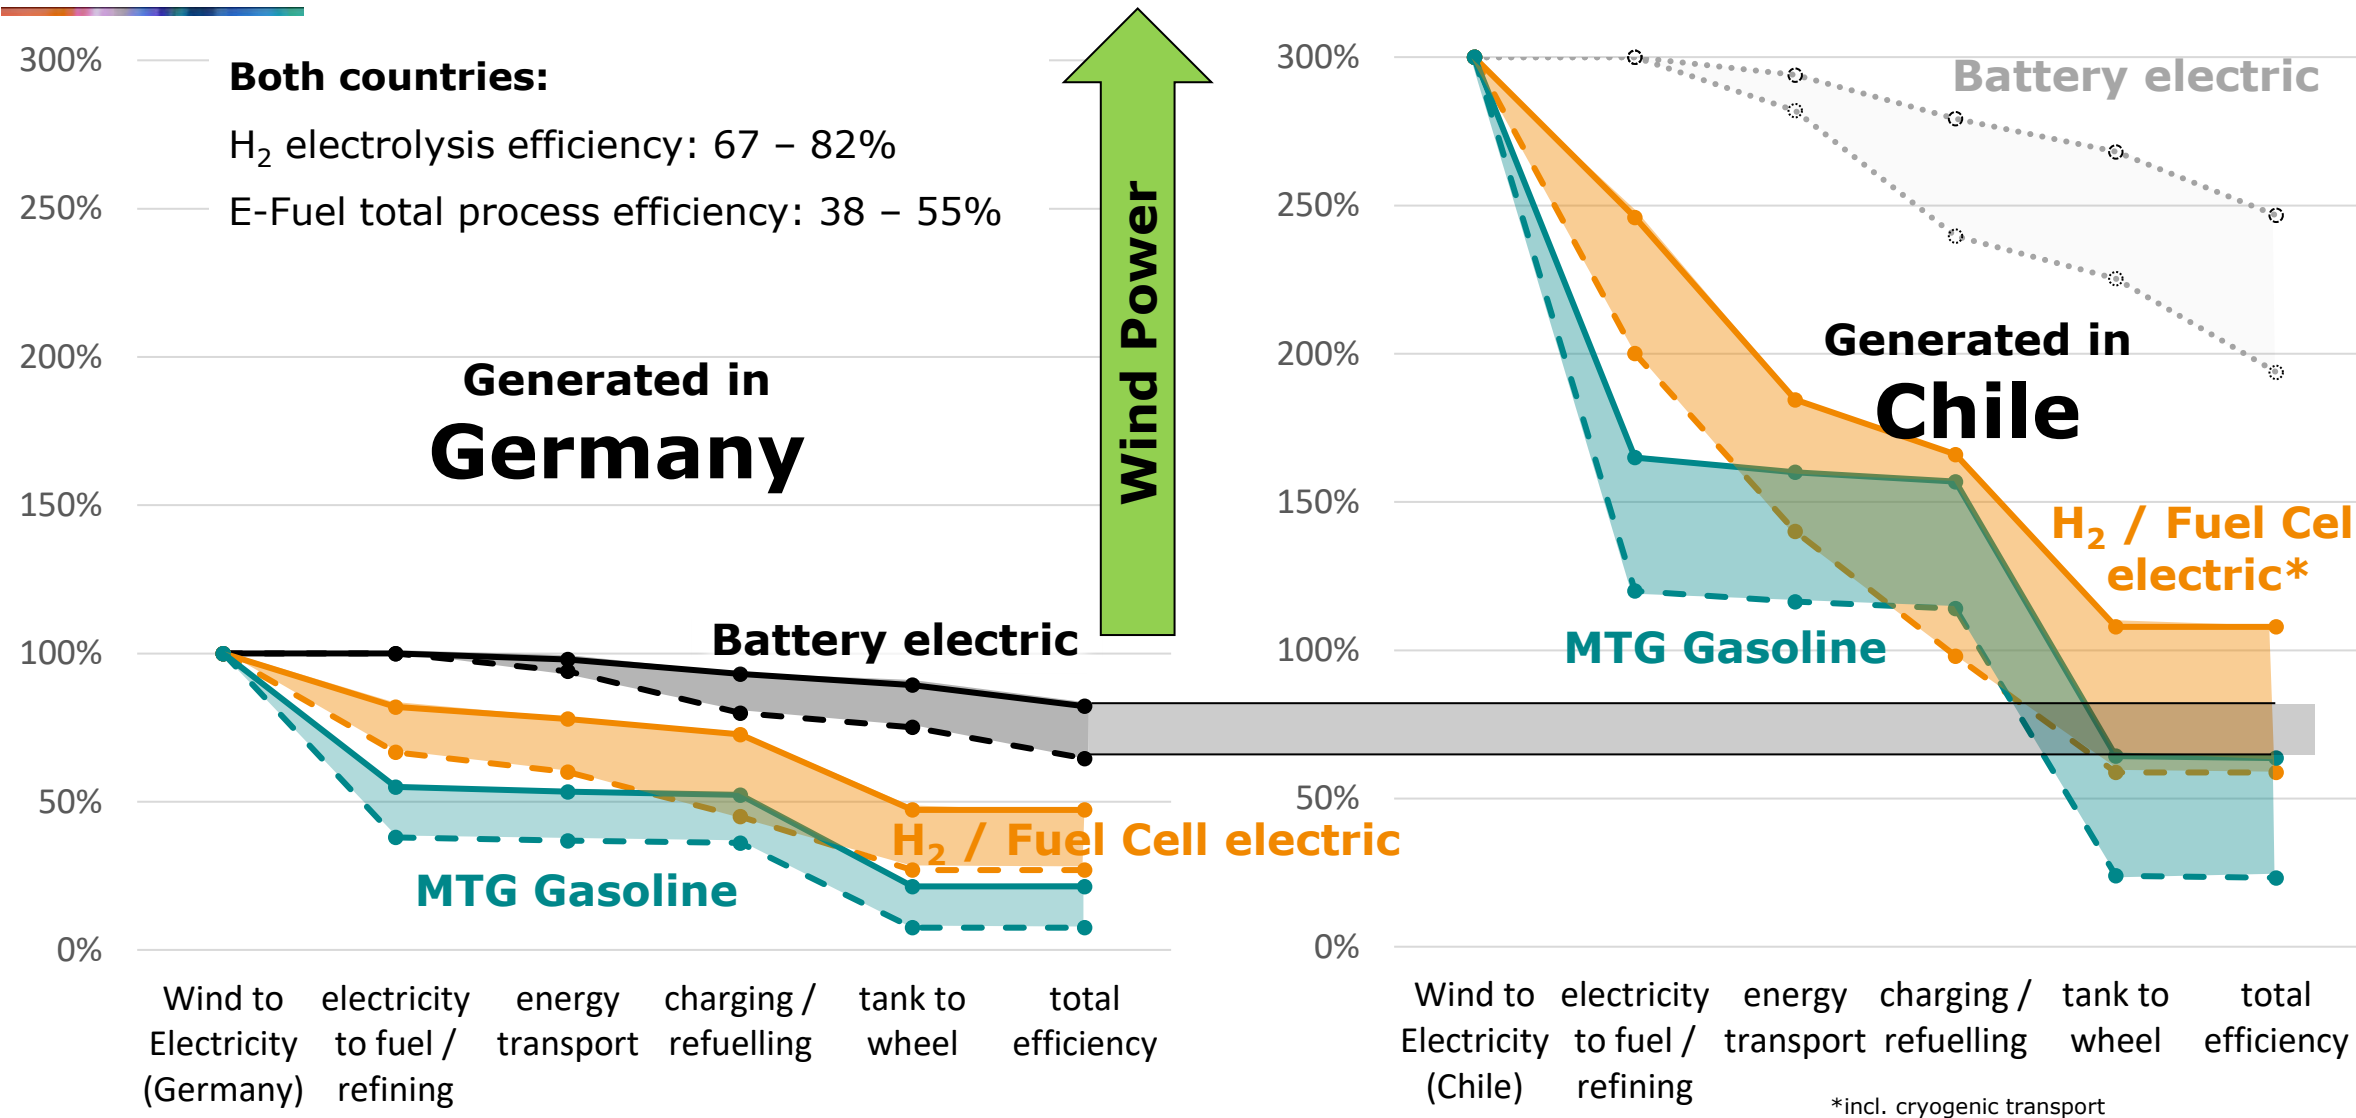 300%
250%
200%
150%
100%
50%
0%
Both countries:
H₂ electrolysis efficiency: 67 – 82%
E-Fuel total process efficiency: 38 – 55%
Generated in
Germany
Wind Power
Battery electric
H₂ / Fuel Cell electric
MTG Gasoline
Wind to
Electricity
(Germany)
electricity
to fuel /
refining
energy
transport
charging /
refuelling
tank to
wheel
total
efficiency
300%
250%
200%
150%
100%
50%
0%
Battery electric
Generated in
Chile
H₂ / Fuel Cel
electric*
MTG Gasoline
Wind to
Electricity
(Chile)
electricity
to fuel /
refining
energy
transport
charging /
refuelling
tank to
wheel
total
efficiency
*incl. cryogenic transport